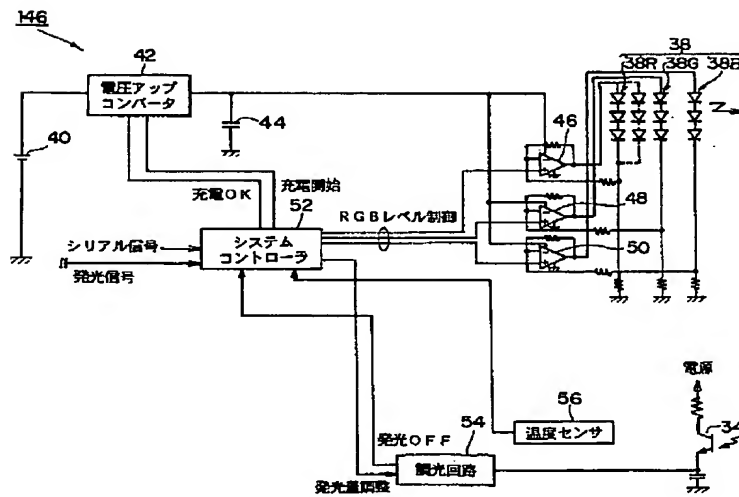 146
42
電圧アップ
コンバータ
40
44
充電OK
充電開始
52
システム
コントローラ
シリアル信号
発光信号
RGBレベル制御
38
38R
38G
38B
46
48
50
電源
34
56
温度センサ
54
調光回路
発光OFF
発光量調整